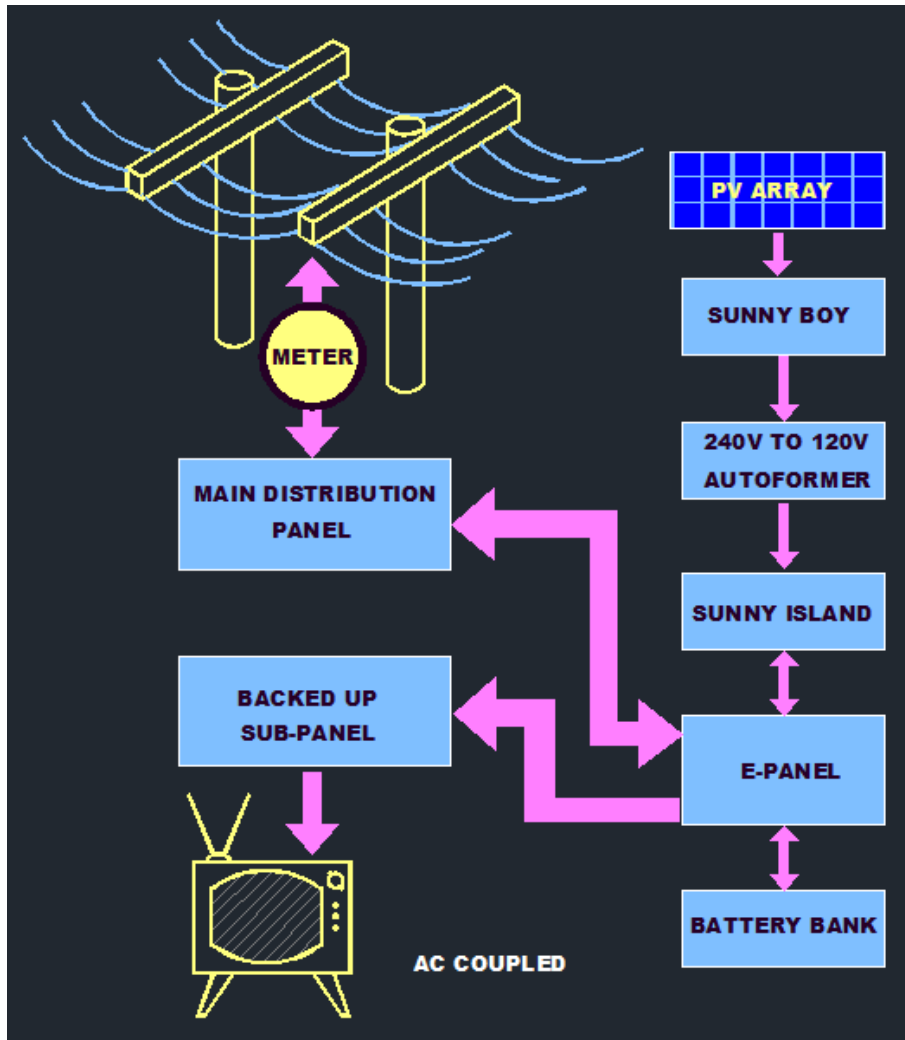 PV ARRAY
SUNNY BOY
METER
240V TO 120V
AUTOFORMER
MAIN DISTRIBUTION
PANEL
SUNNY ISLAND
BACKED UP
SUB-PANEL
E-PANEL
BATTERY BANK
AC COUPLED